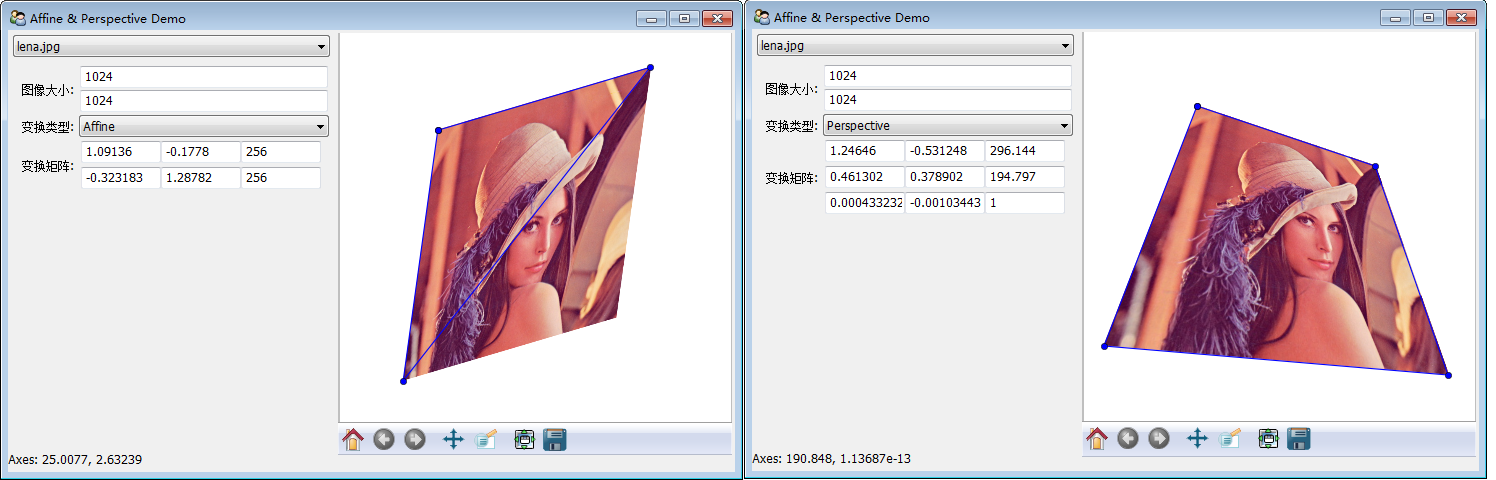 Affine & Perspective Demo
lena.jpg
图像大小:
1024
1024
变换类型:
Affine
变换矩阵:
1.09136 -0.1778 256
-0.323183 1.28782 256
Axes: 25.0077, 2.63239
Affine & Perspective Demo
lena.jpg
图像大小:
1024
1024
变换类型:
Perspective
变换矩阵:
1.24646 -0.531248 296.144
0.461302 0.378902 194.797
0.000433232 -0.00103443 1
Axes: 190.848, 1.13687e-13